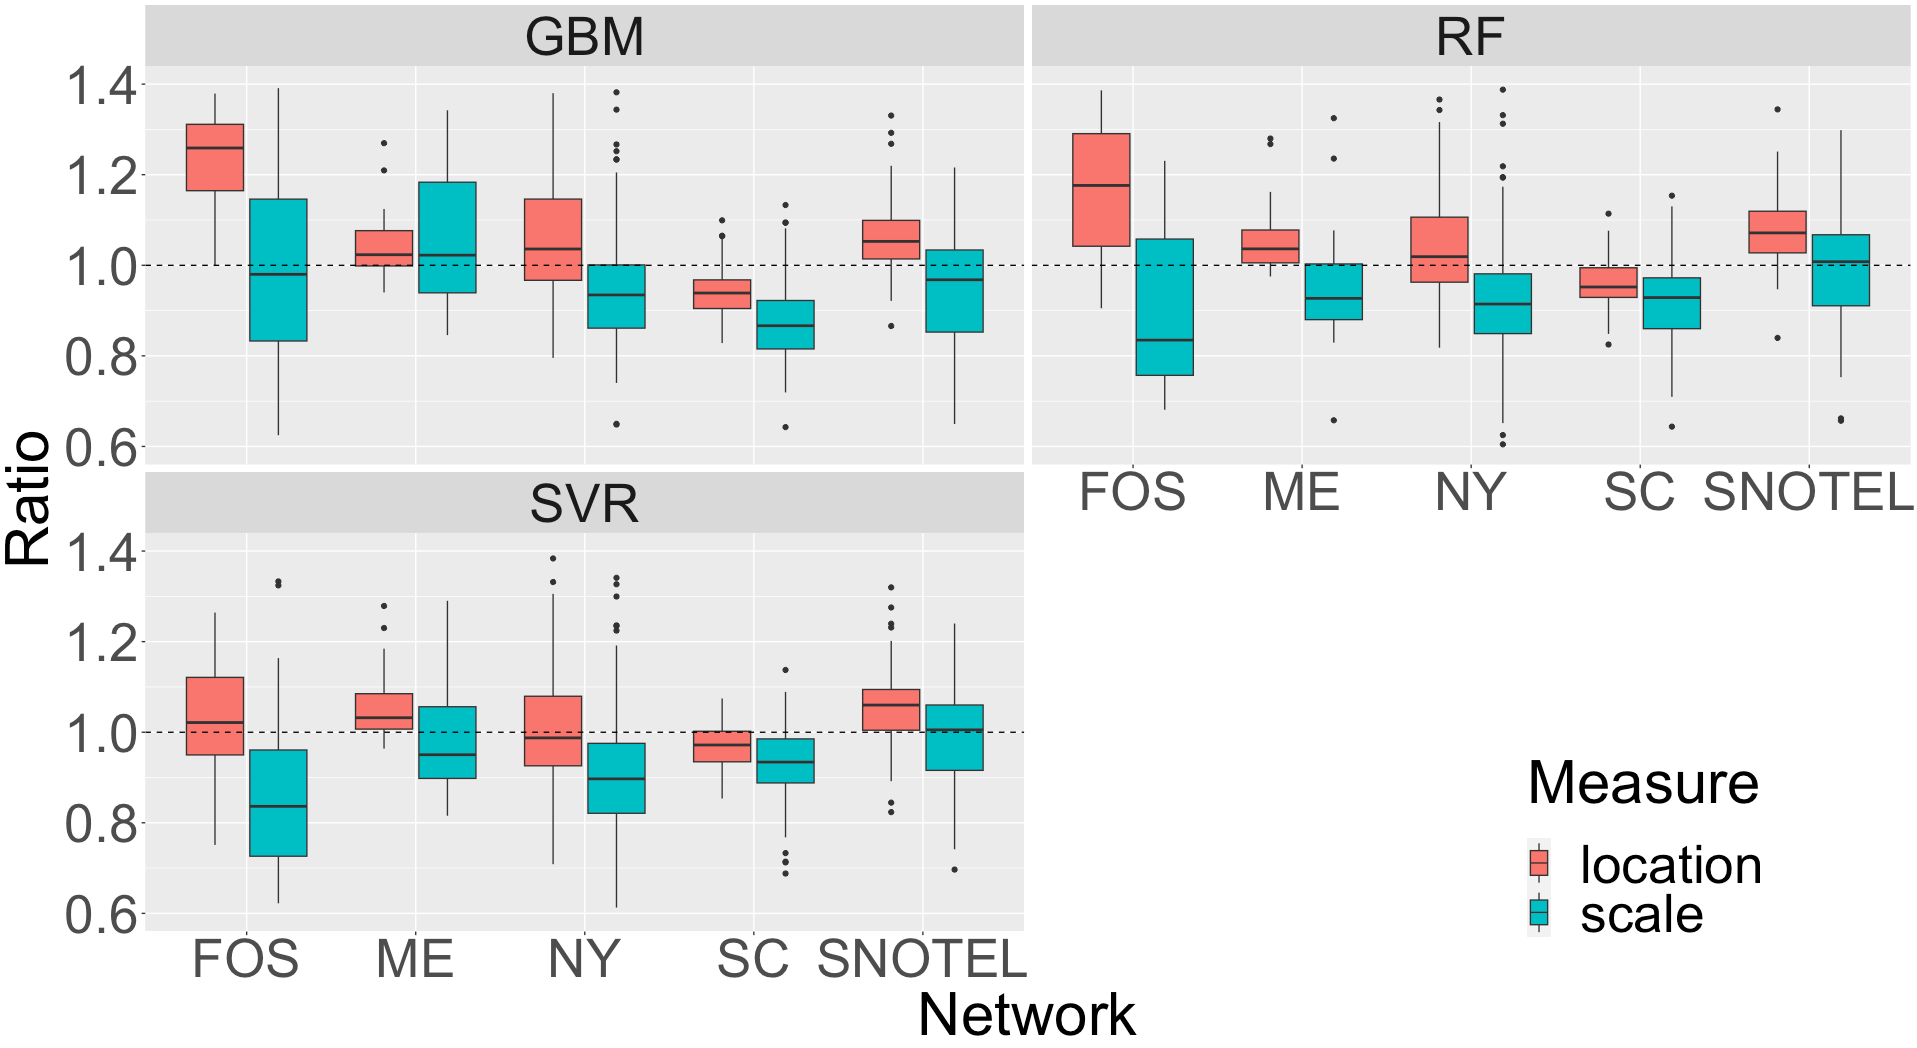 GBM
RF
1.4
1.2
1.0
0.8
0.6
FOS ME NY SC SNOTEL
SVR
1.4
1.2
1.0
0.8
0.6
FOS ME NY SC SNOTEL
Ratio
Network
Measure
location
scale